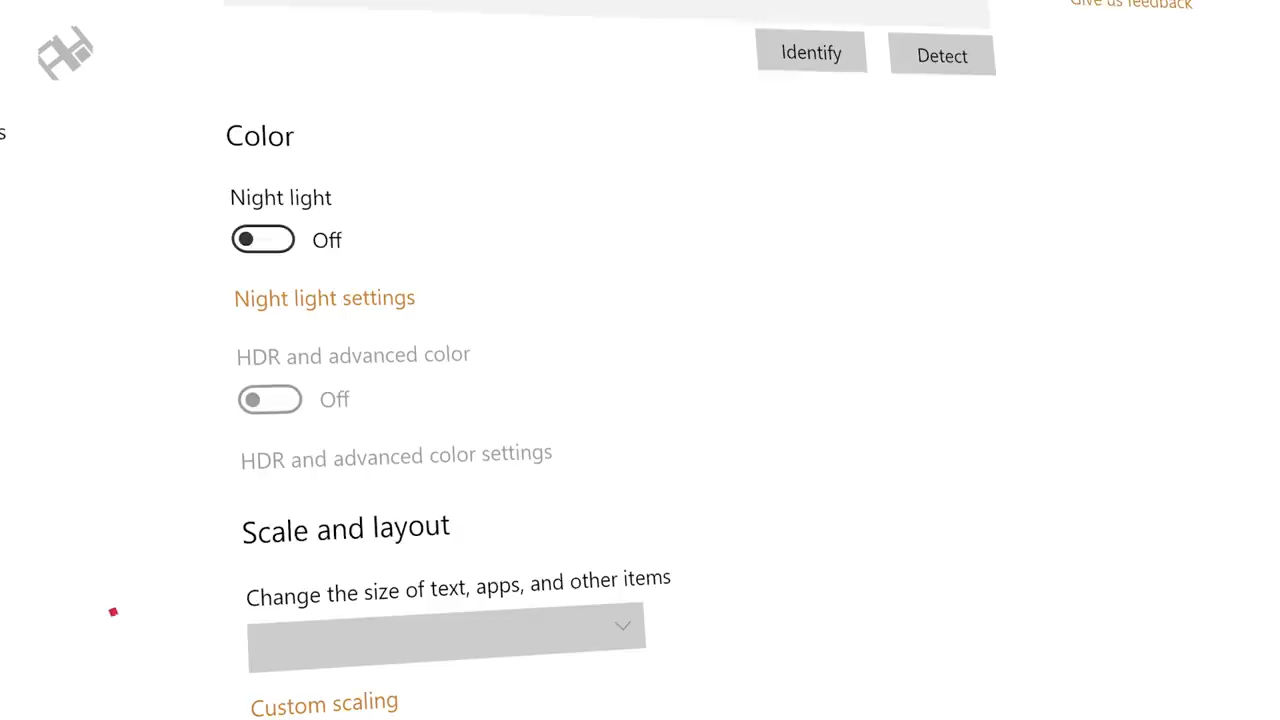 Give us feedback
Identify
Detect
s
Color
Night light
Off
Night light settings
HDR and advanced color
Off
HDR and advanced color settings
Scale and layout
Change the size of text, apps, and other items
Custom scaling